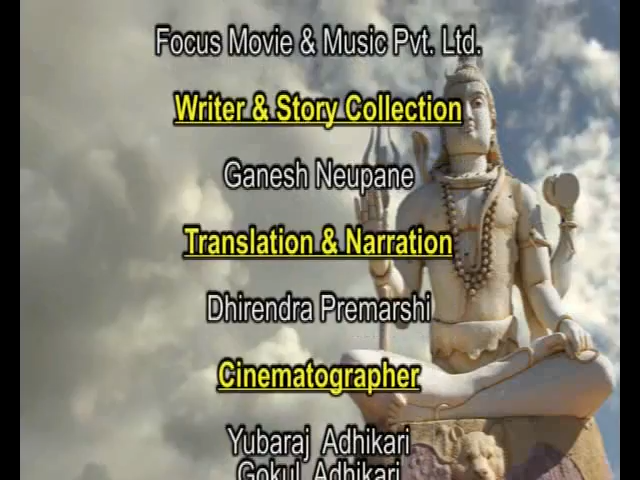 Focus Movie & Music Pvt. Ltd.
Writer & Story Collection
Ganesh Neupane
Translation & Narration
Dhirendra Premarshi
Cinematographer
Yubaraj Adhikari
Gokul Adhikari